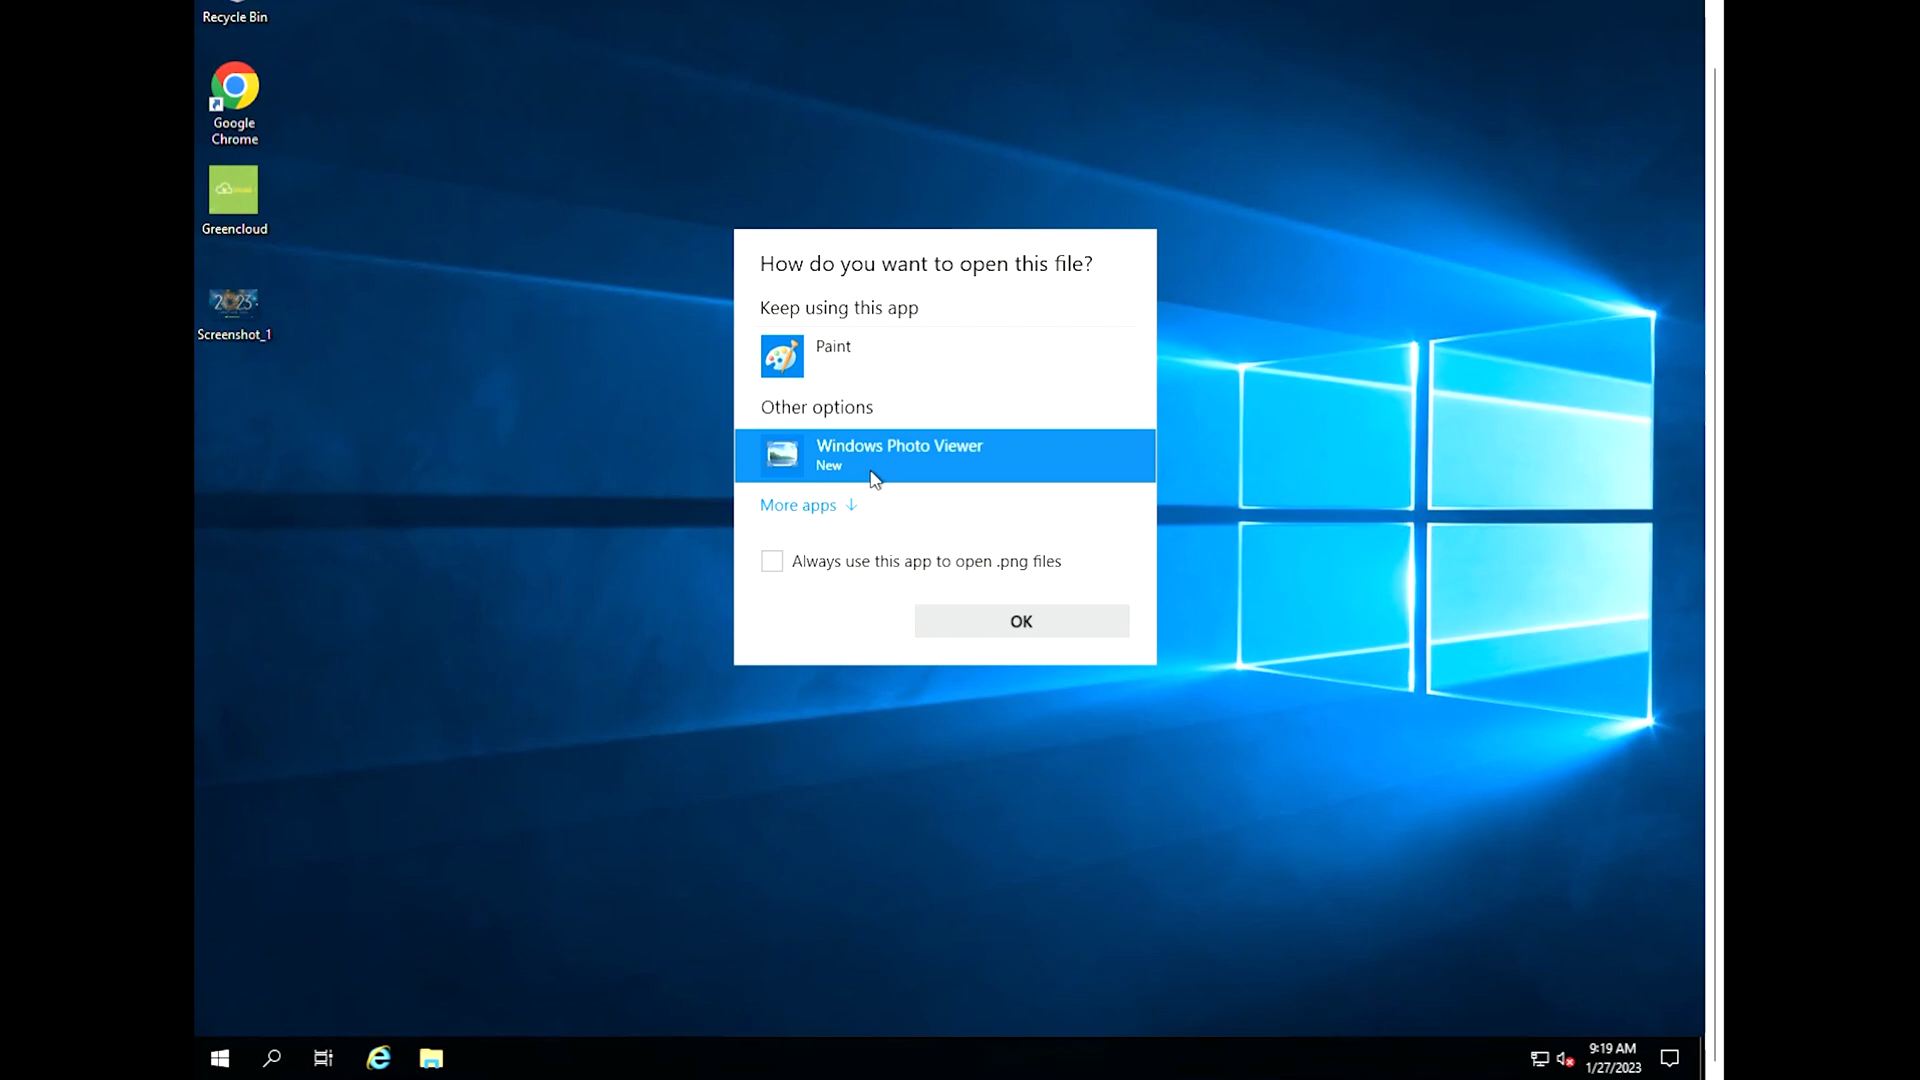 Recycle Bin
Google
Chrome
Greencloud
2023
Screenshot_1
How do you want to open this file?
Keep using this app
Paint
Other options
Windows Photo Viewer
New
More apps
Always use this app to open .png files
OK
9:19 AM
1/27/2023